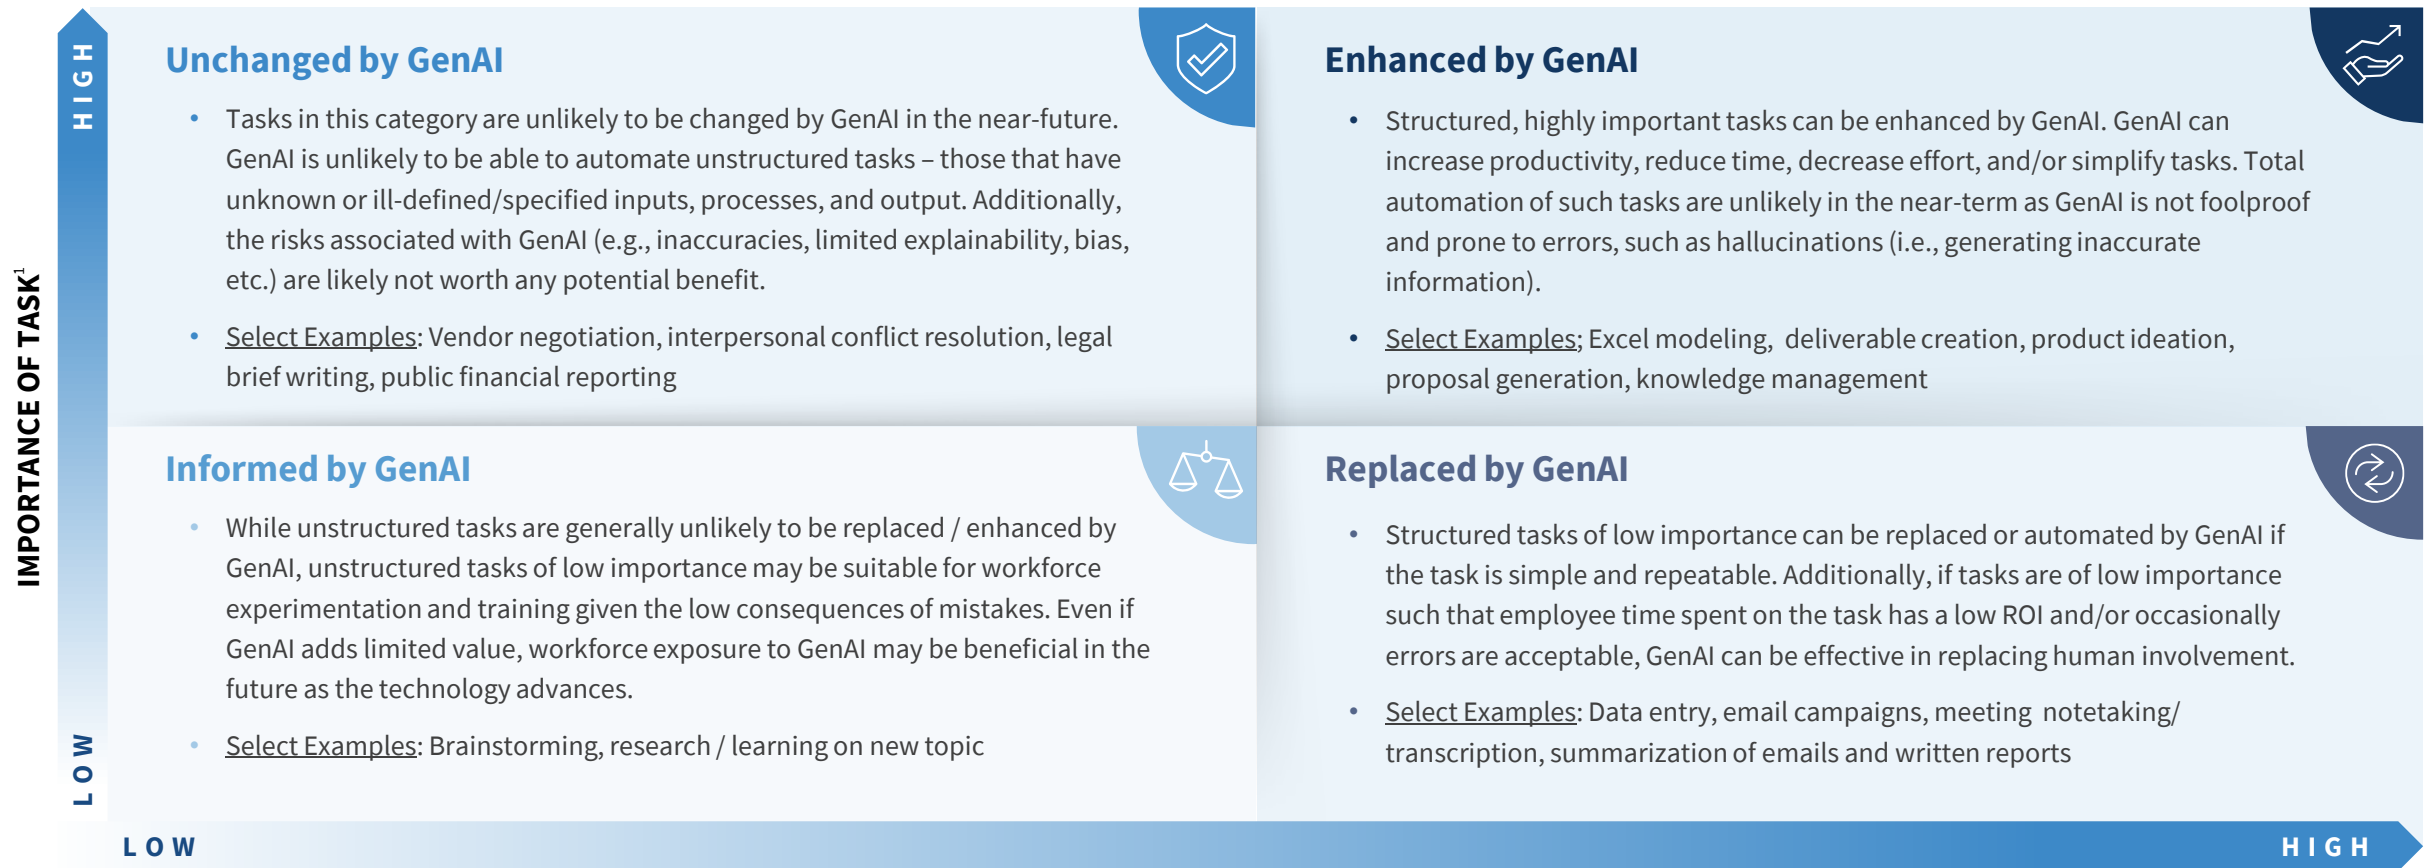 HIGH
IMPORTANCE OF TASK1
LOW
Unchanged by GenAI
• Tasks in this category are unlikely to be changed by GenAI in the near-future.
GenAI is unlikely to be able to automate unstructured tasks – those that have
unknown or ill-defined/specified inputs, processes, and output. Additionally,
the risks associated with GenAI (e.g., inaccuracies, limited explainability, bias,
etc.) are likely not worth any potential benefit.
• Select Examples: Vendor negotiation, interpersonal conflict resolution, legal
brief writing, public financial reporting
Enhanced by GenAI
• Structured, highly important tasks can be enhanced by GenAI. GenAI can
increase productivity, reduce time, decrease effort, and/or simplify tasks. Total
automation of such tasks are unlikely in the near-term as GenAI is not foolproof
and prone to errors, such as hallucinations (i.e., generating inaccurate
information).
• Select Examples; Excel modeling, deliverable creation, product ideation,
proposal generation, knowledge management
Informed by GenAI
• While unstructured tasks are generally unlikely to be replaced / enhanced by
GenAI, unstructured tasks of low importance may be suitable for workforce
experimentation and training given the low consequences of mistakes. Even if
GenAI adds limited value, workforce exposure to GenAI may be beneficial in the
future as the technology advances.
• Select Examples: Brainstorming, research / learning on new topic
Replaced by GenAI
• Structured tasks of low importance can be replaced or automated by GenAI if
the task is simple and repeatable. Additionally, if tasks are of low importance
such that employee time spent on the task has a low ROI and/or occasionally
errors are acceptable, GenAI can be effective in replacing human involvement.
• Select Examples: Data entry, email campaigns, meeting notetaking/
transcription, summarization of emails and written reports
LOW
HIGH